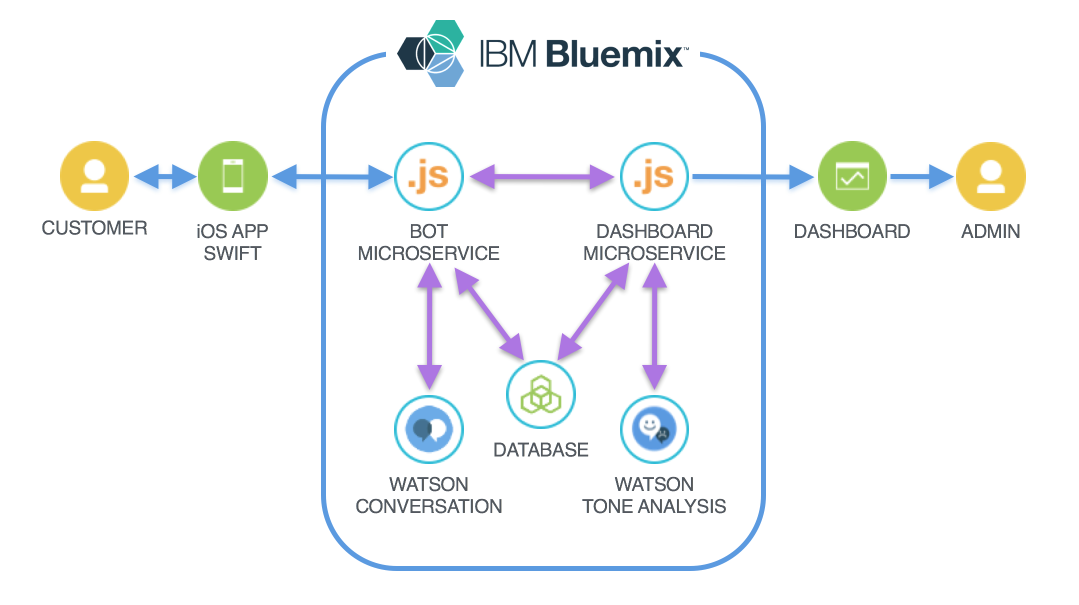 IBM Bluemix™
.js
.js
CUSTOMER
iOS APP
SWIFT
BOT
MICROSERVICE
DASHBOARD
MICROSERVICE
DASHBOARD
ADMIN
DATABASE
WATSON
CONVERSATION
WATSON
TONE ANALYSIS